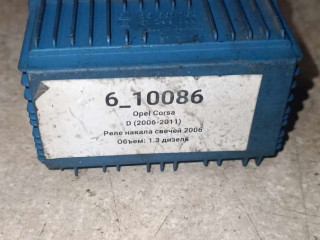 6_10086
Opel Corsa
D (2006-2011)
Реле накала свечей 2006
Объем: 1.3 дизель